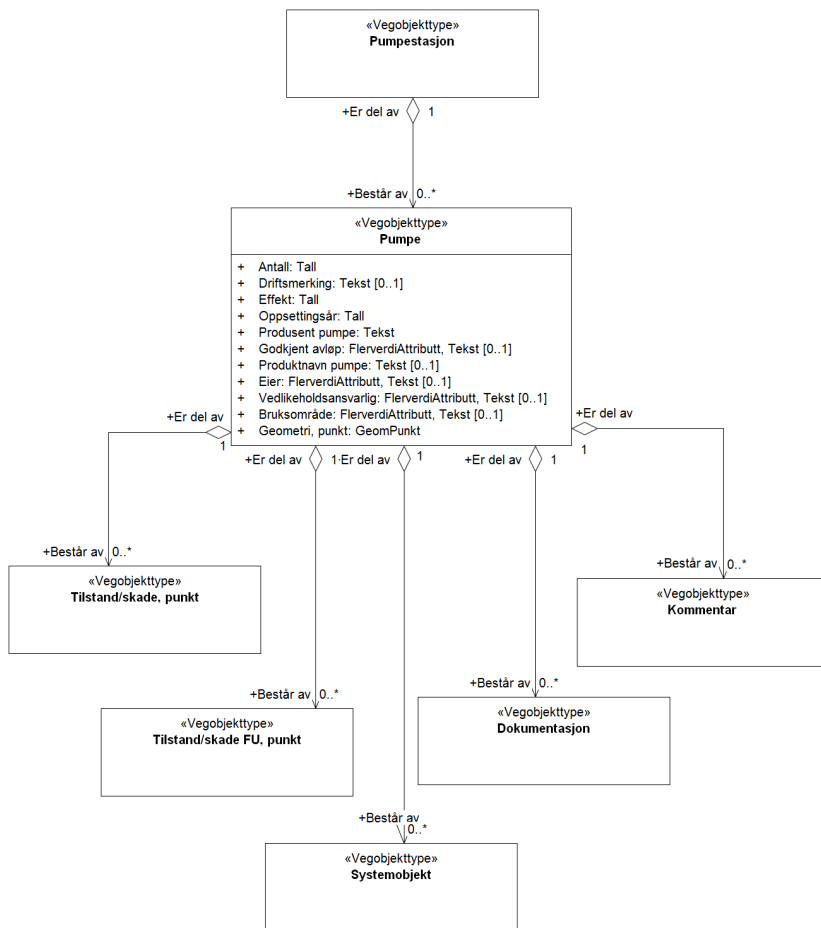 «Vegobjekttype»
Pumpestasjon
+Er del av 1
+Består av 0..*
«Vegobjekttype»
Pumpe
+ Antall: Tall
+ Driftsmerking: Tekst [0..1]
+ Effekt: Tall
+ Oppsettingsår: Tall
+ Produsent pumpe: Tekst
+ Godkjent avløp: FlerverdiAttributt, Tekst [0..1]
+ Produktnavn pumpe: Tekst [0..1]
+ Eier: FlerverdiAttributt, Tekst [0..1]
+ Vedlikeholdsansvarlig: FlerverdiAttributt, Tekst [0..1]
+ Bruksområde: FlerverdiAttributt, Tekst [0..1]
+ Geometri, punkt: GeomPunkt
+Er del av 1
+Er del av 1
+Er del av 1
+Er del av 1
+Er del av 1
+Består av 0..*
«Vegobjekttype»
Tilstand/skade, punkt
+Består av 0..*
«Vegobjekttype»
Kommentar
+Består av 0..*
«Vegobjekttype»
Tilstand/skade FU, punkt
+Består av 0..*
«Vegobjekttype»
Dokumentasjon
+Består av
0..*
«Vegobjekttype»
Systemobjekt